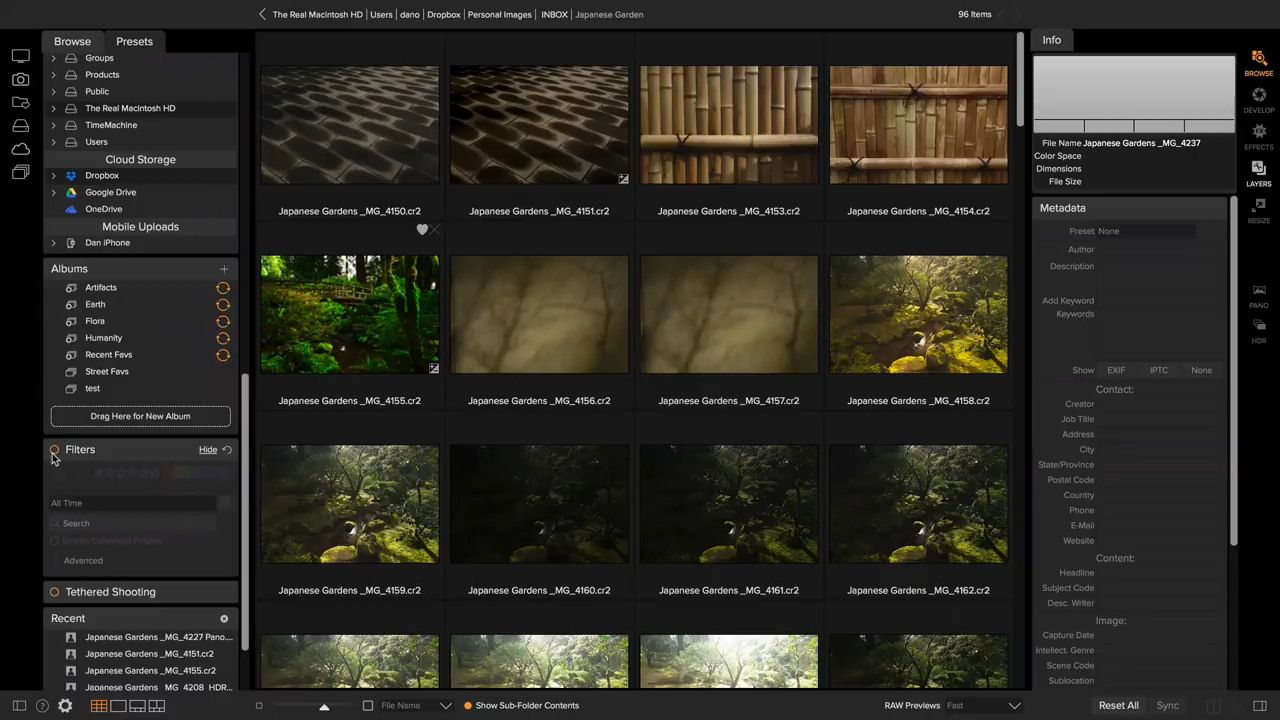 The Real Macintosh HD | Users | dano | Dropbox | Personal Images | INBOX | Japanese Garden
96 Items
Browse
Presets
Groups
Products
Public
The Real Macintosh HD
TimeMachine
Users
Cloud Storage
Dropbox
Google Drive
OneDrive
Mobile Uploads
Dan iPhone
Albums
Artifacts
Earth
Flora
Humanity
Recent Favs
Street Favs
test
Drag Here for New Album
Filters
Hide
All Time
Search
Search Cataloged Folders
Advanced
Tethered Shooting
Recent
Japanese Gardens _MG_4227 Pano....
Japanese Gardens _MG_4151.cr2
Japanese Gardens _MG_4155.cr2
Japanese Gardens _MG_4208_HDR...
Japanese Gardens _MG_4150.cr2
Japanese Gardens _MG_4151.cr2
Japanese Gardens _MG_4153.cr2
Japanese Gardens _MG_4154.cr2
Japanese Gardens _MG_4155.cr2
Japanese Gardens _MG_4156.cr2
Japanese Gardens _MG_4157.cr2
Japanese Gardens _MG_4158.cr2
Japanese Gardens _MG_4159.cr2
Japanese Gardens _MG_4160.cr2
Japanese Gardens _MG_4161.cr2
Japanese Gardens _MG_4162.cr2
Info
File Name Japanese Gardens _MG_4237
Color Space
Dimensions
File Size
Metadata
Preset None
Author
Description
Add Keyword
Keywords
Show EXIF IPTC None
Contact:
Creator
Job Title
Address
City
State/Province
Postal Code
Country
Phone
E-Mail
Website
Content:
Headline
Subject Code
Desc. Writer
Image:
Capture Date
Intellect. Genre
Scene Code
Sublocation
BROWSE
DEVELOP
EFFECTS
LAYERS
RESIZE
PANO
HDR
File Name
Show Sub-Folder Contents
RAW Previews Fast
Reset All
Sync